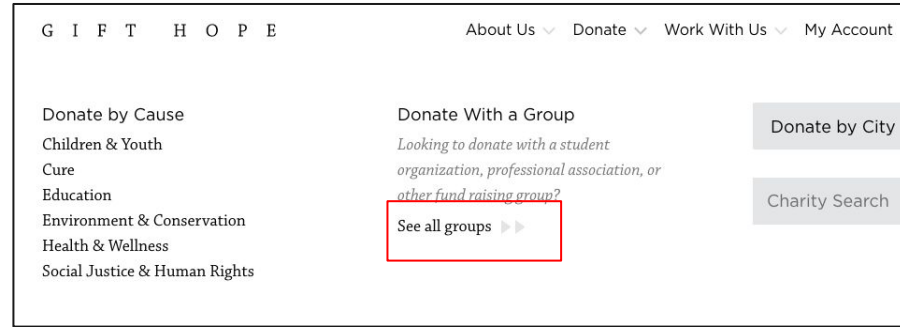 GIFT HOPE
About Us Donate Work With Us My Account
Donate by Cause
Children & Youth
Cure
Education
Environment & Conservation
Health & Wellness
Social Justice & Human Rights
Donate With a Group
Looking to donate with a student
organization, professional association, or
other fund raising group?
See all groups
Donate by City
Charity Search